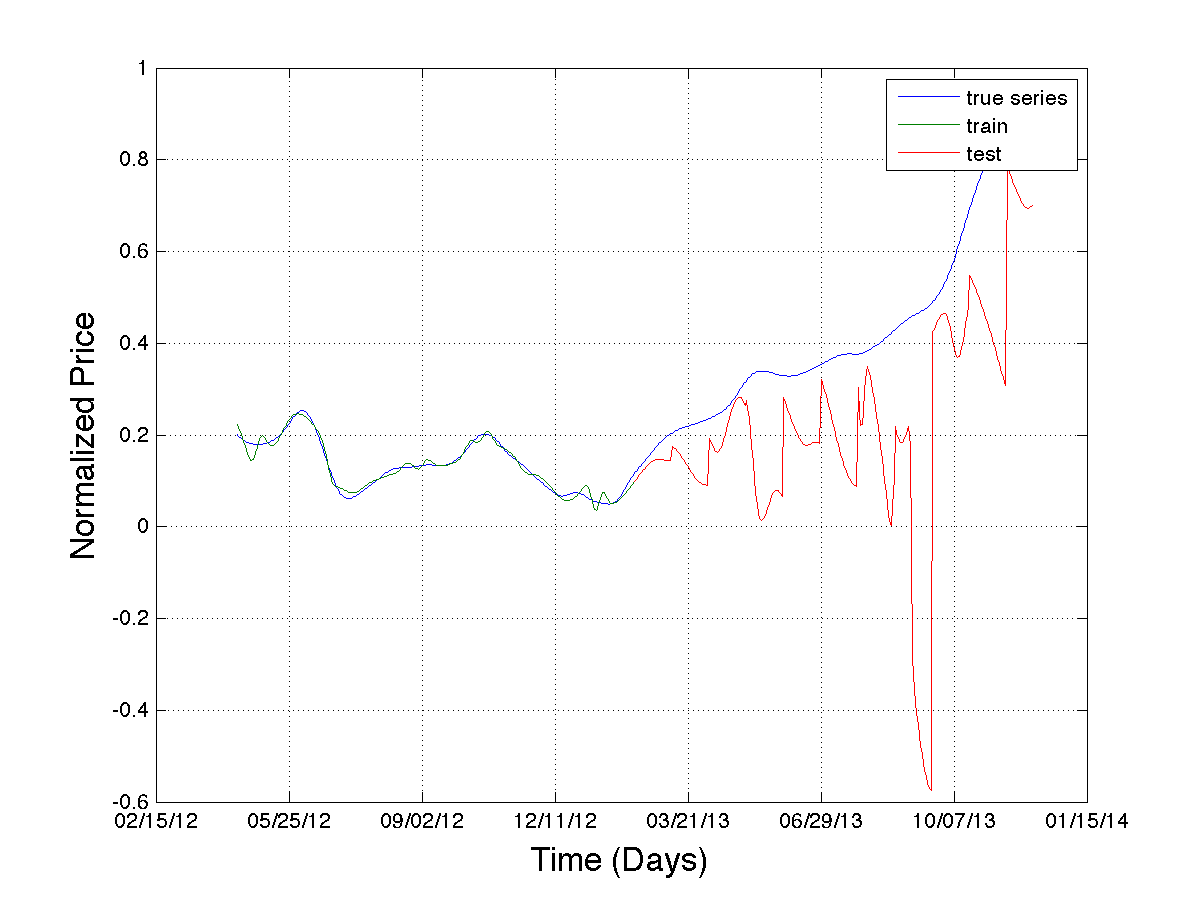 1
0.8
0.6
0.4
0.2
0
-0.2
-0.4
-0.6
Normalized Price
true series
train
test
02/15/12 05/25/12 09/02/12 12/11/12 03/21/13 06/29/13 10/07/13 01/15/14
Time (Days)